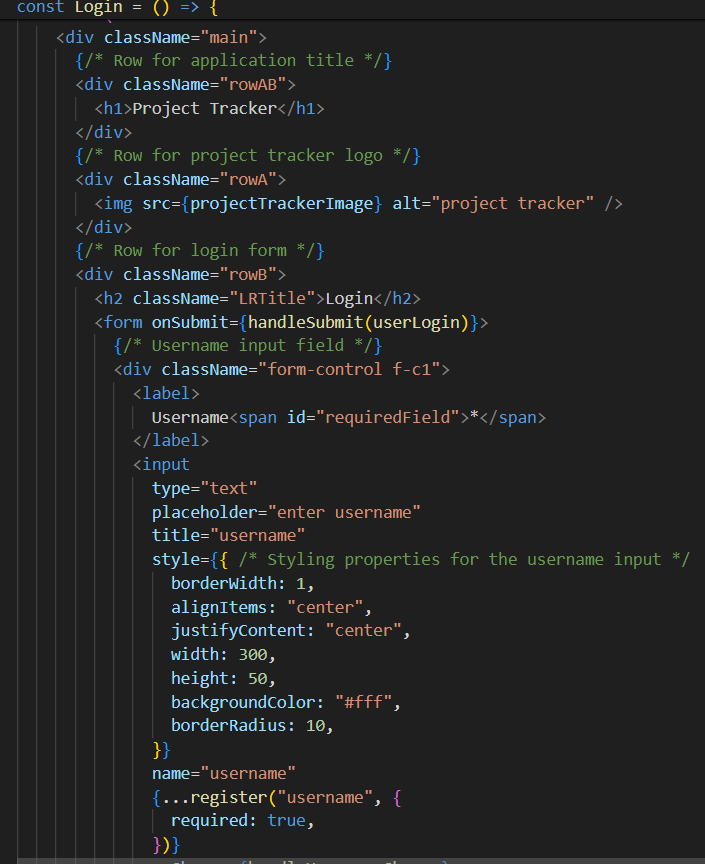 const Login = () => {
<div className="main">
{/* Row for application title */}
<div className="rowAB">
<h1>Project Tracker</h1>
</div>
{/* Row for project tracker logo */}
<div className="rowA">
<img src={projectTrackerImage} alt="project tracker" />
</div>
{/* Row for login form */}
<div className="rowB">
<h2 className="LRTitle">Login</h2>
<form onSubmit={handleSubmit(userLogin)}>
{/* Username input field */}
<div className="form-control f-c1">
<label>
Username<span id="requiredField">*</span>
</label>
<input
type="text"
placeholder="enter username"
title="username"
style={{ /* Styling properties for the username input */
borderWidth: 1,
alignItems: "center",
justifyContent: "center",
width: 300,
height: 50,
backgroundColor: "#fff",
borderRadius: 10,
}}
name="username"
{...register("username", {
required: true,
})}